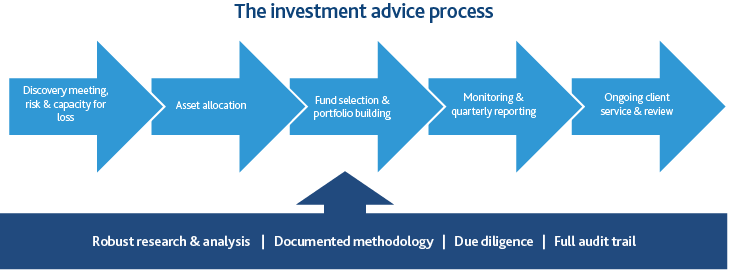 The investment advice process
Discovery meeting,
risk & capacity for
loss
Asset allocation
Fund selection &
portfolio building
Monitoring &
quarterly reporting
Ongoing client
service & review
Robust research & analysis | Documented methodology | Due diligence | Full audit trail